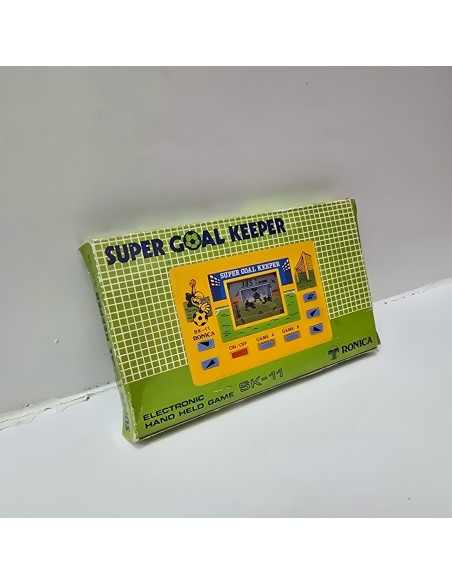 SUPER GOAL KEEPER
SUPER GOAL KEEPER
SK-11
RONICA
ON-OFF
GAME A
GAME B
TRONICA
ELECTRONIC
HAND HELD GAME
SK-11